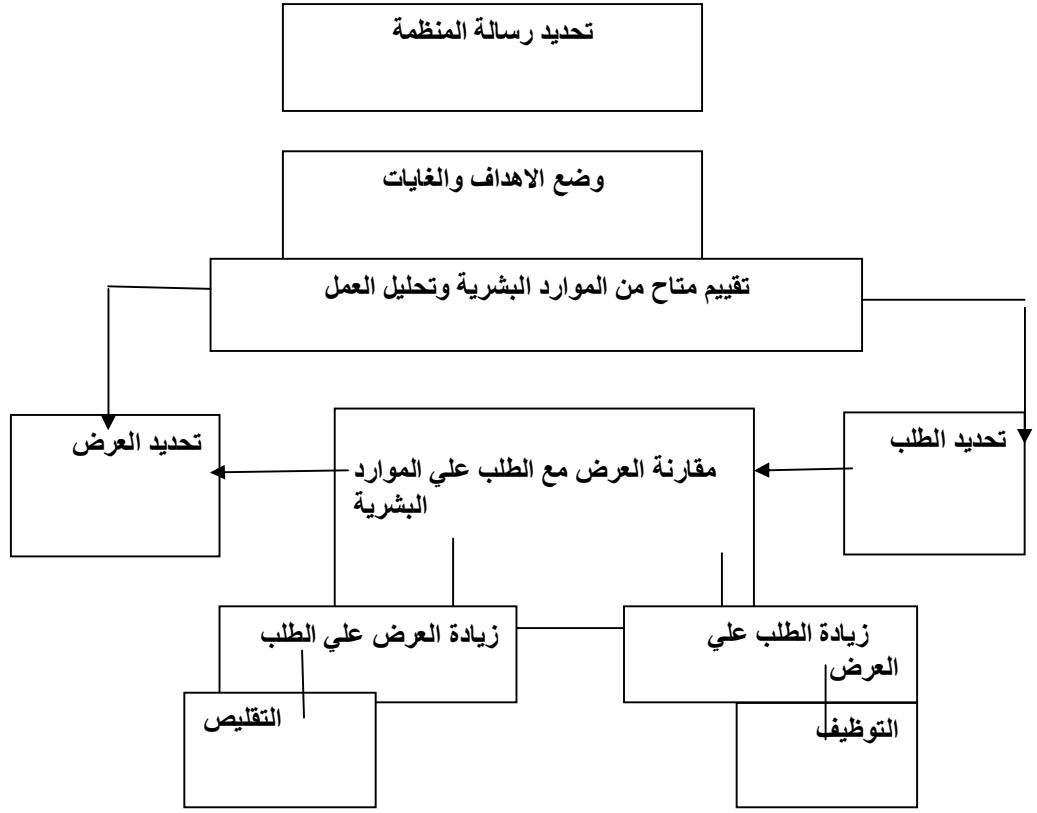 تحديد رسالة المنظمة
وضع الاهداف والغايات
تقييم متاح من الموارد البشرية وتحليل العمل
تحديد الطلب
مقارنة العرض مع الطلب علي الموارد
البشرية
تحديد العرض
زيادة الطلب علي
العرض
زيادة العرض علي الطلب
التوظيف
التقليص